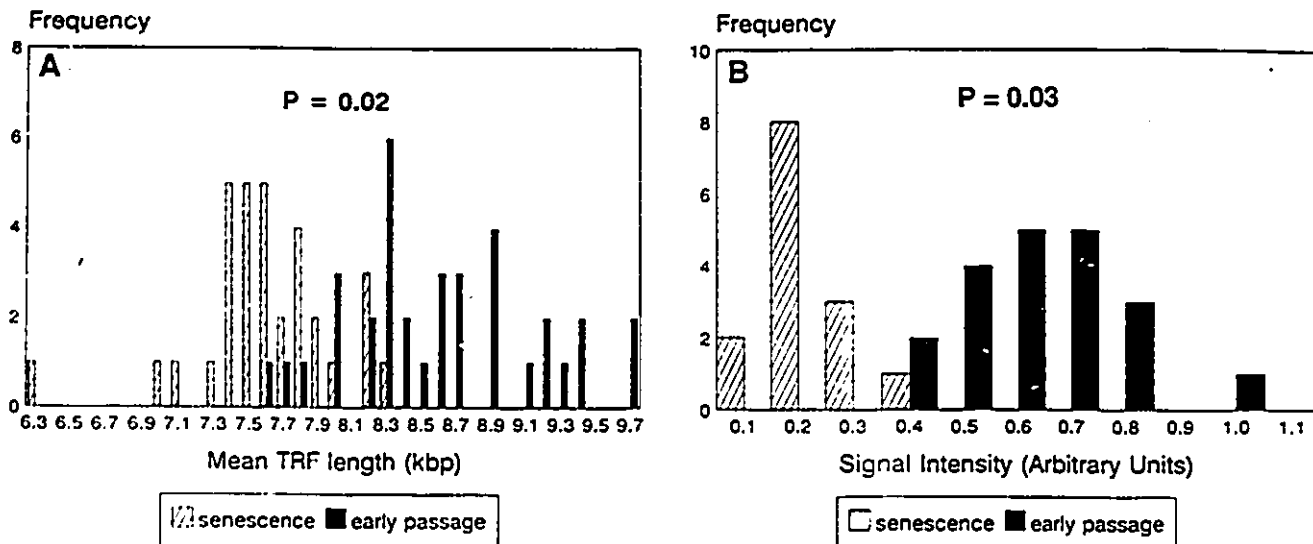 Frequency
A
P = 0.02
8
6
4
2
0
6.3 6.5 6.7 6.9 7.1 7.3 7.5 7.7 7.9 8.1 8.3 8.5 8.7 8.9 9.1 9.3 9.5 9.7
Mean TRF length (kbp)
senescence early passage
Frequency
B
P = 0.03
10
8
6
4
2
0
0.1 0.2 0.3 0.4 0.5 0.6 0.7 0.8 0.9 1.0 1.1
Signal Intensity (Arbitrary Units)
senescence early passage